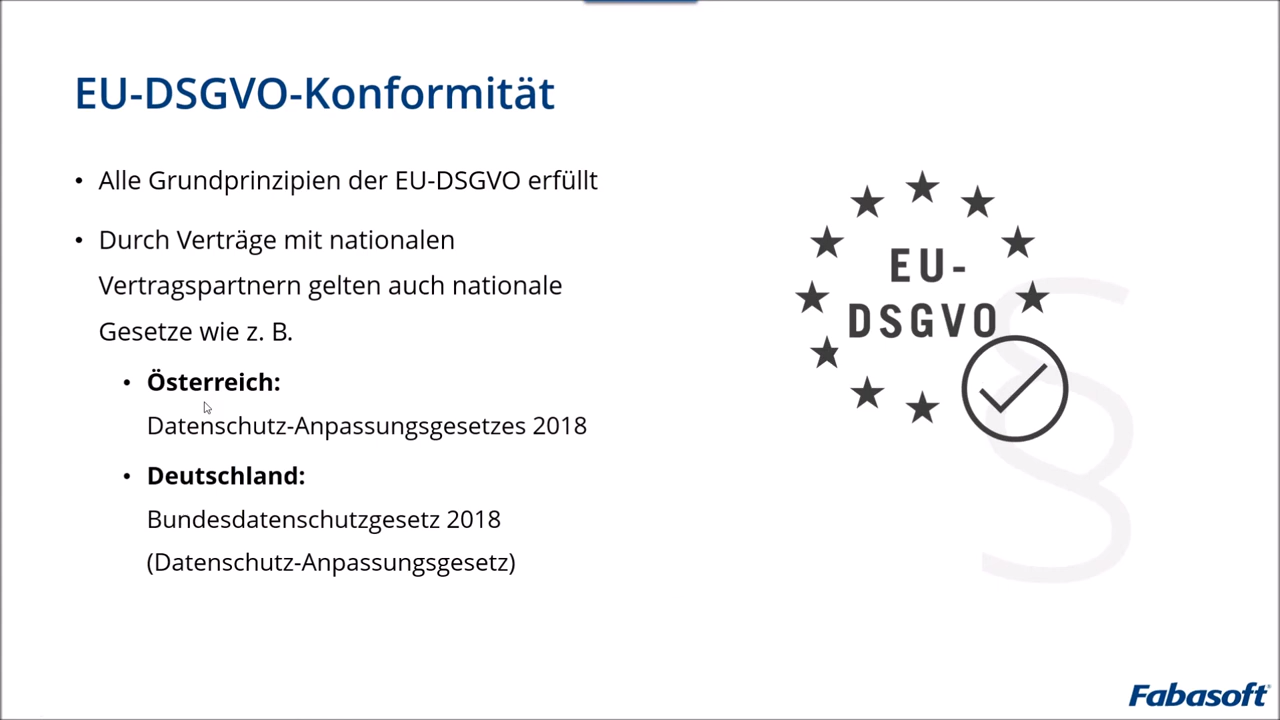 EU-DSGVO-Konformität
• Alle Grundprinzipien der EU-DSGVO erfüllt
• Durch Verträge mit nationalen
Vertragspartnern gelten auch nationale
Gesetze wie z. B.
• Österreich:
Datenschutz-Anpassungsgesetzes 2018
• Deutschland:
Bundesdatenschutzgesetz 2018
(Datenschutz-Anpassungsgesetz)
EU-
DSGVO
§
Fabasoft®